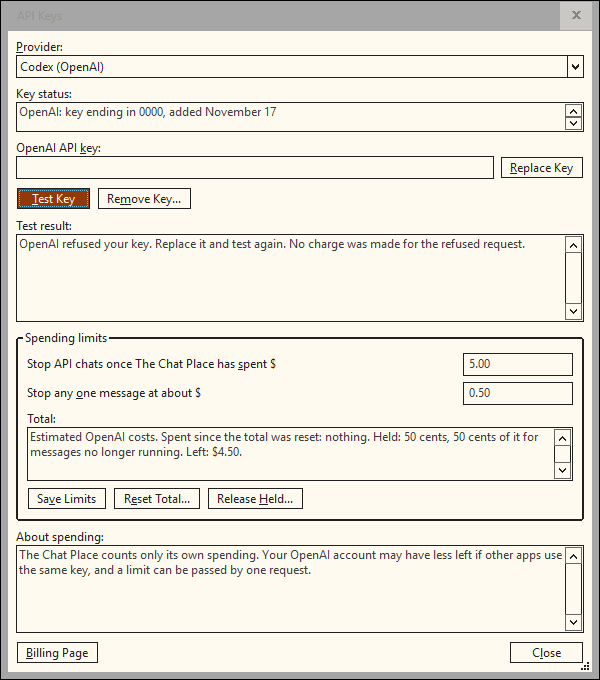 API Keys
Provider:
Codex (OpenAI)
Key status:
OpenAI: key ending in 0000, added November 17
OpenAI API key:
Replace Key
Test Key
Remove Key...
Test result:
OpenAI refused your key. Replace it and test again. No charge was made for the refused request.
Spending limits
Stop API chats once The Chat Place has spent $
5.00
Stop any one message at about $
0.50
Total:
Estimated OpenAI costs. Spent since the total was reset: nothing. Held: 50 cents, 50 cents of it for
messages no longer running. Left: $4.50.
Save Limits
Reset Total...
Release Held...
About spending:
The Chat Place counts only its own spending. Your OpenAI account may have less left if other apps use
the same key, and a limit can be passed by one request.
Billing Page
Close